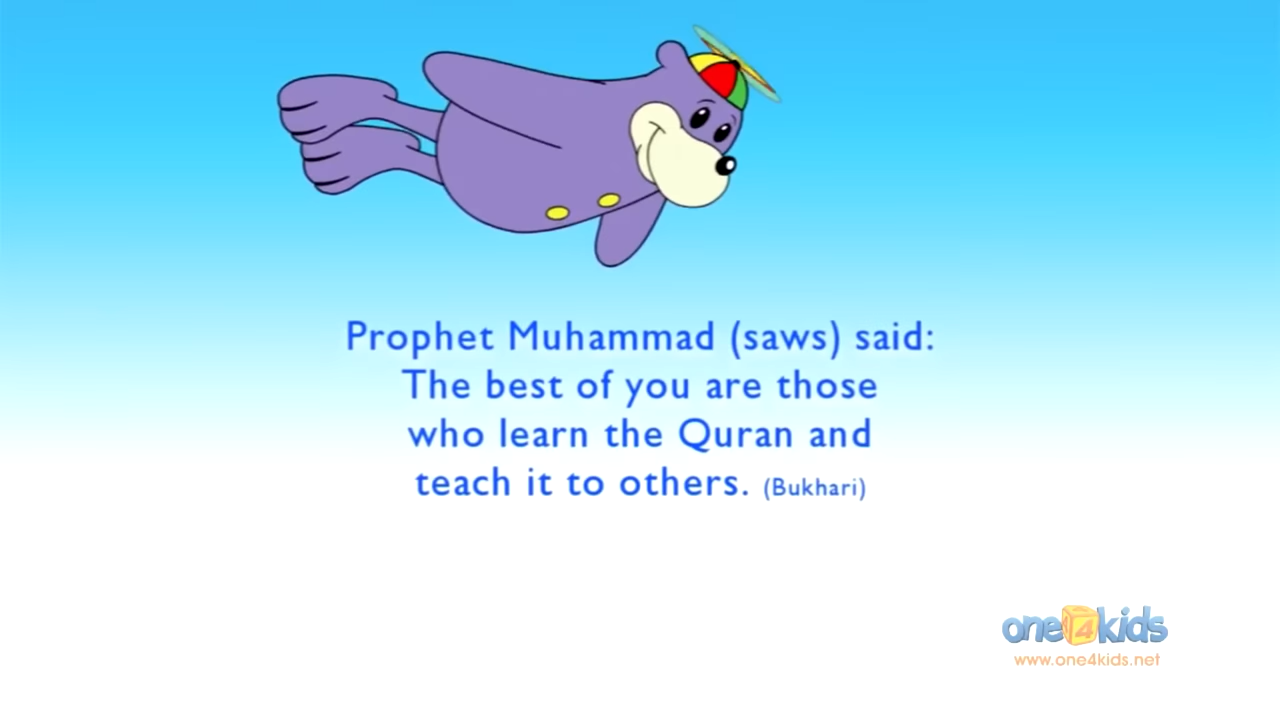 Prophet Muhammad (saws) said:
The best of you are those
who learn the Quran and
teach it to others. (Bukhari)
one4kids
www.one4kids.net